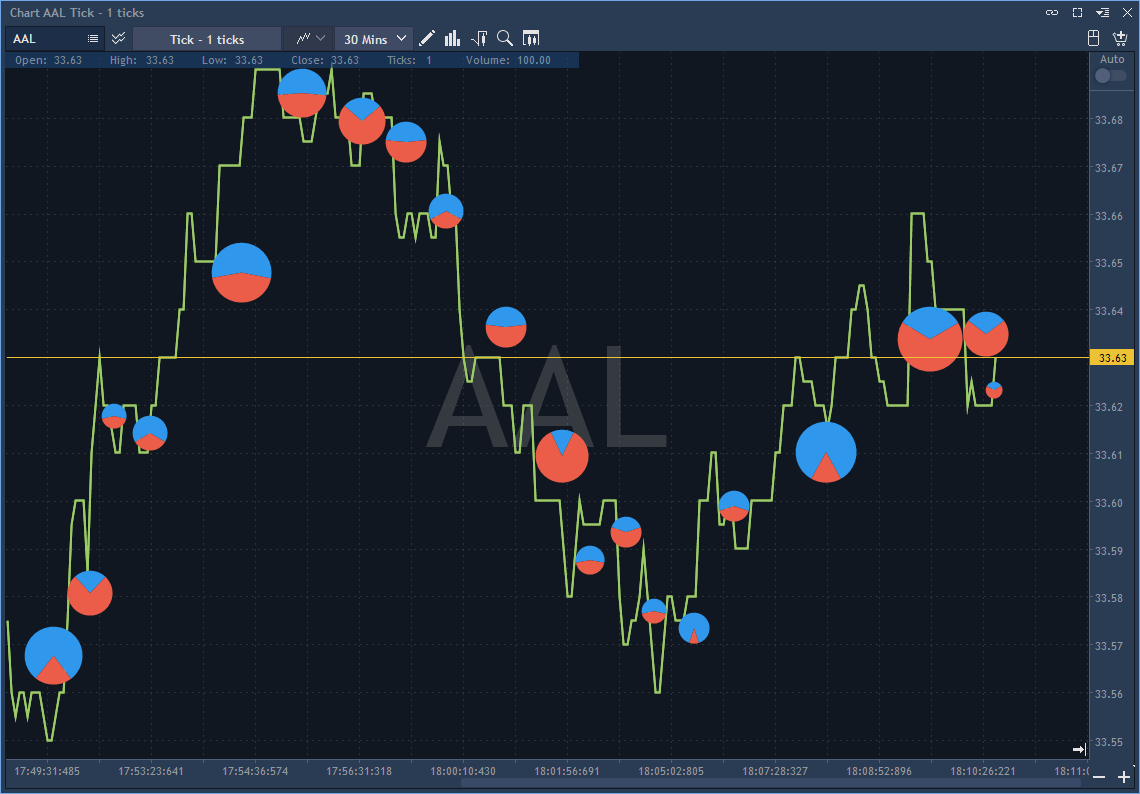 Chart AAL Tick - 1 ticks
AAL Tick - 1 ticks 30 Mins
Open: 33.63 High: 33.63 Low: 33.63 Close: 33.63 Ticks: 1 Volume: 100.00
Auto
33.68
33.67
33.66
33.65
33.64
33.63
33.62
33.61
33.60
33.59
33.58
33.57
33.56
33.55
AAL
17:49:31:485 17:53:23:641 17:54:36:574 17:56:31:318 18:00:10:430 18:01:56:691 18:05:02:805 18:07:28:327 18:08:52:896 18:10:26:221 18:11:0